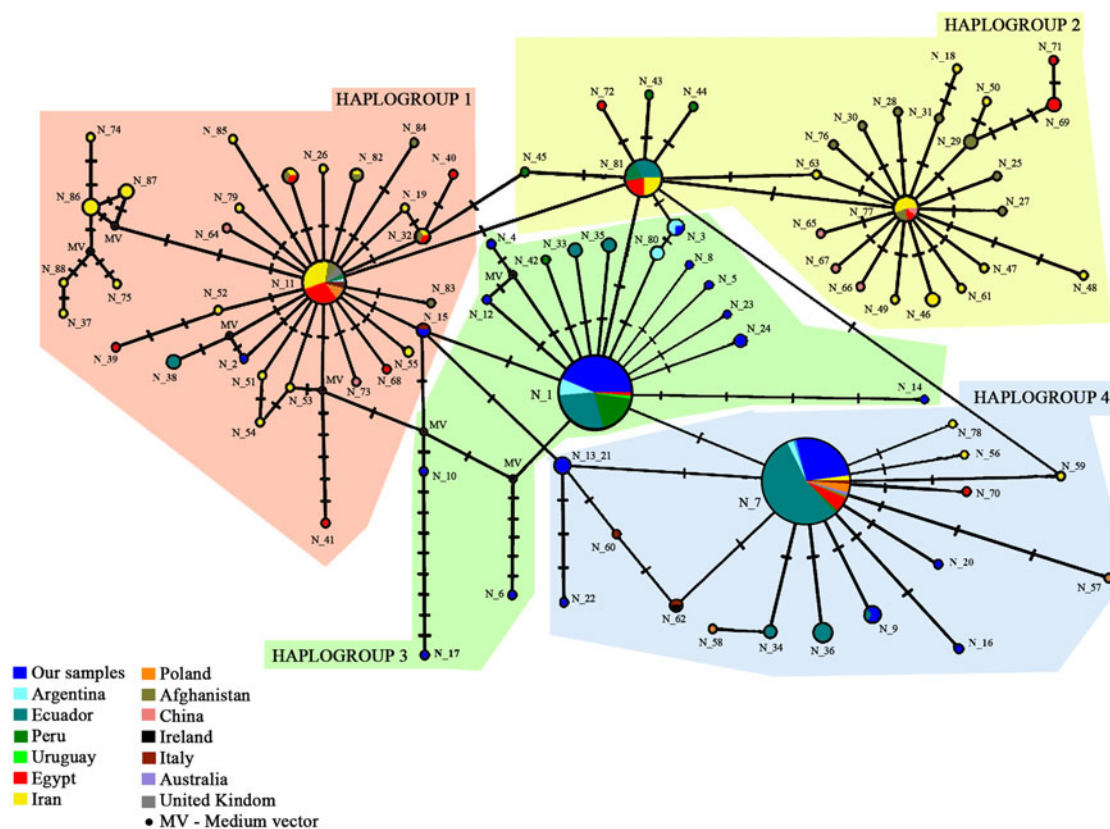 HAPLOGROUP 2
N_71
N_18
N_43
N_50
N_72
N_44
HAPLOGROUP 1
N_28
N_31
N_69
N_74
N_85
N_84
N_30
N_26
N_82
N_76
N_29
N_40
N_45
N_81
N_63
N_25
N_87
N_79
N_19
N_86
N_27
N_77
N_65
MV
N_64
N_32
N_4
N_33
N_35
N_80
N_3
MV
N_42
N_8
N_67
N_11
MV
N_5
N_66
N_47
N_48
N_88
N_75
N_83
N_12
N_49
N_46
N_61
N_52
N_23
N_37
N_15
MV
N_24
N_39
N_2
N_55
N_38
N_51
N_73
N_68
MV
N_53
N_14
N_1
HAPLOGROUP 4
N_54
MV
N_78
MV
N_13_21
N_56
N_59
N_10
N_7
N_70
N_41
N_60
N_20
N_57
N_6
N_22
N_62
N_9
N_58
N_34
N_36
N_16
HAPLOGROUP 3
N_17
Our samples
Argentina
Ecuador
Peru
Uruguay
Egypt
Iran
Poland
Afghanistan
China
Ireland
Italy
Australia
United Kindom
MV - Medium vector